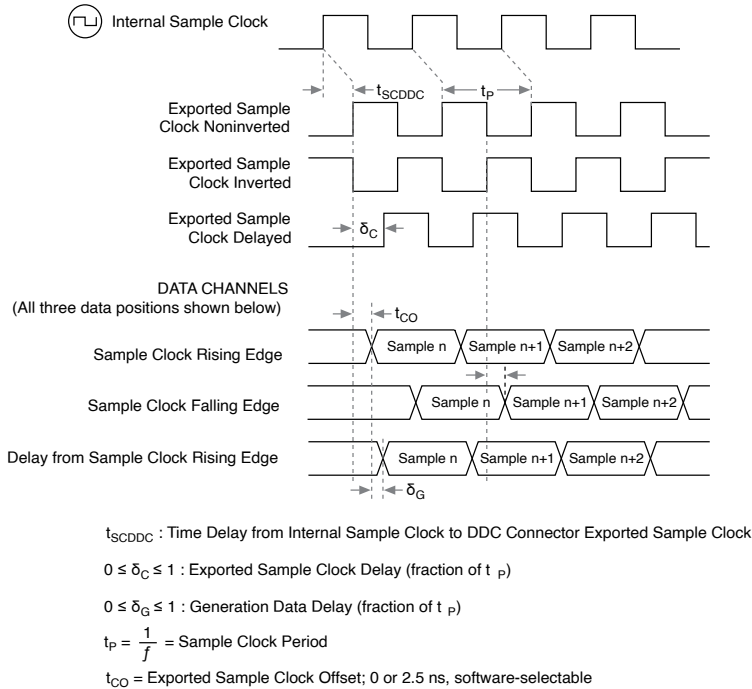 Internal Sample Clock
t_SCDDC
t_P
Exported Sample
Clock Noninverted
Exported Sample
Clock Inverted
Exported Sample
Clock Delayed
δ_C
DATA CHANNELS
(All three data positions shown below)
t_CO
Sample Clock Rising Edge
Sample n Sample n+1 Sample n+2
Sample Clock Falling Edge
Sample n Sample n+1 Sample n+2
Delay from Sample Clock Rising Edge
Sample n Sample n+1 Sample n+2
δ_G
t_SCDDC : Time Delay from Internal Sample Clock to DDC Connector Exported Sample Clock
0 ≤ δ_C ≤ 1 : Exported Sample Clock Delay (fraction of t_P)
0 ≤ δ_G ≤ 1 : Generation Data Delay (fraction of t_P)
t_P = 1/f = Sample Clock Period
t_CO = Exported Sample Clock Offset; 0 or 2.5 ns, software-selectable